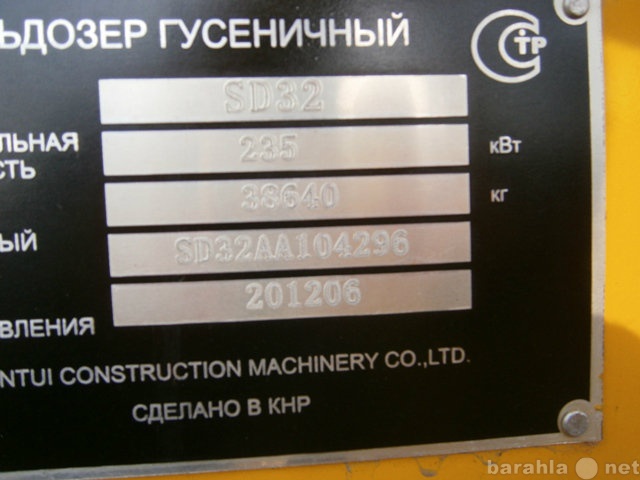 ЬДОЗЕР ГУСЕНИЧНЫЙ
СТР
SD32
ЛЬНАЯ
СТЬ
235
кВт
38640
кг
ЫЙ
SD32AA104296
201206
ВЛЕНИЯ
NTUI CONSTRUCTION MACHINERY CO.,LTD.
СДЕЛАНО В КНР
barahla net